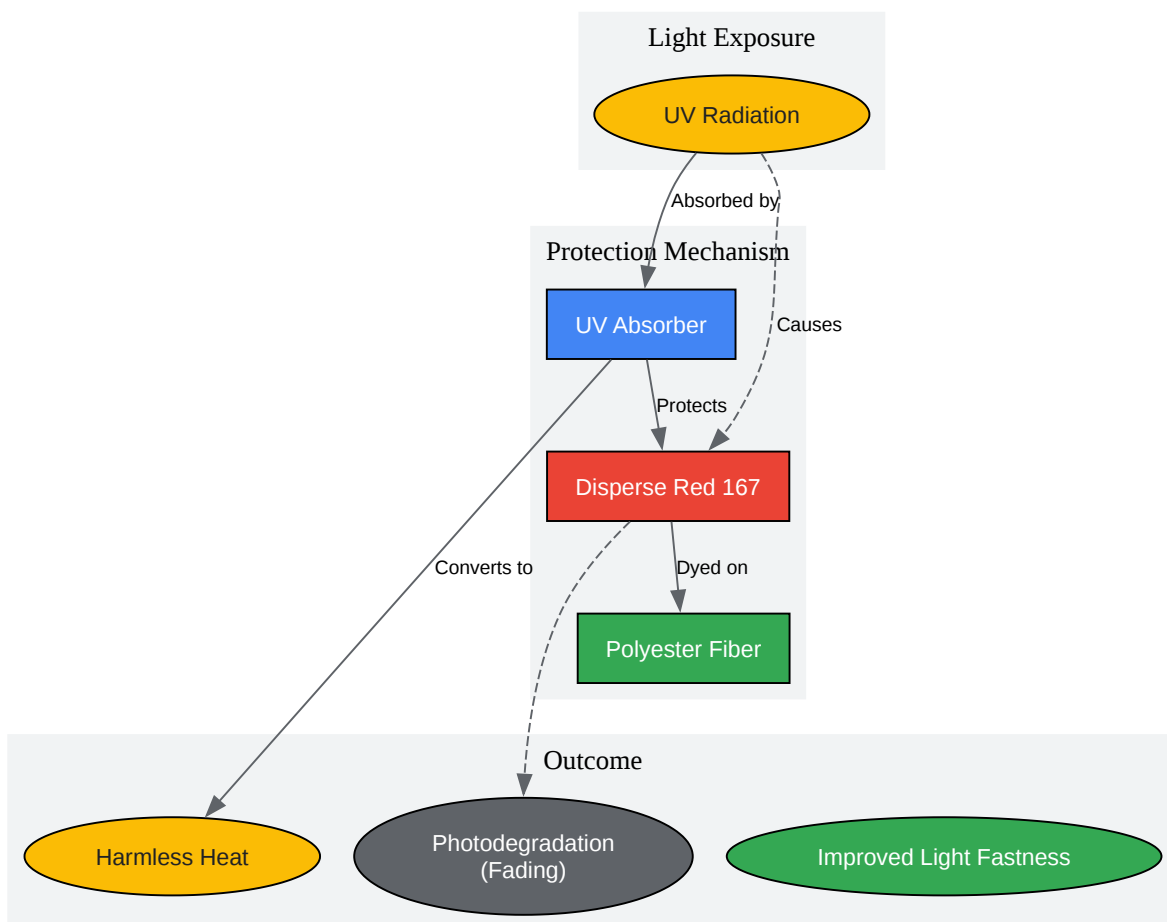 Light Exposure
UV Radiation
Absorbed by
Protection Mechanism
UV Absorber
Causes
Protects
Disperse Red 167
Converts to
Dyed on
Polyester Fiber
Outcome
Harmless Heat
Photodegradation
(Fading)
Improved Light Fastness